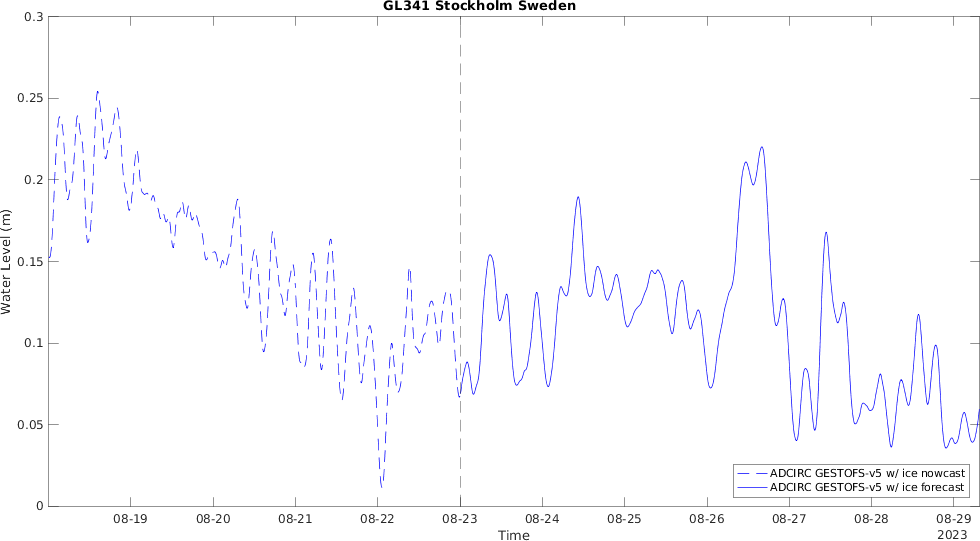 GL341 Stockholm Sweden
0.3
0.25
0.2
0.15
0.1
0.05
0
Water Level (m)
ADCIRC GESTOFS-v5 w/ ice nowcast
ADCIRC GESTOFS-v5 w/ ice forecast
08-19 08-20 08-21 08-22 08-23 08-24 08-25 08-26 08-27 08-28 08-29
2023
Time